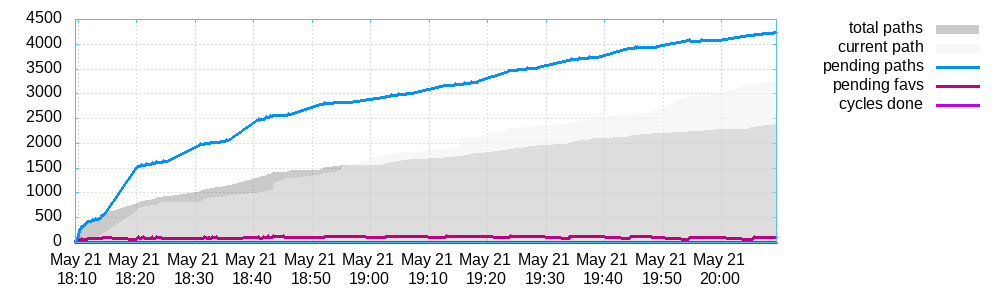 4500
4000
3500
3000
2500
2000
1500
1000
500
0
May 21 May 21 May 21 May 21 May 21 May 21 May 21 May 21 May 21 May 21 May 21 May 21
18:10 18:20 18:30 18:40 18:50 19:00 19:10 19:20 19:30 19:40 19:50 20:00
total paths
current path
pending paths
pending favs
cycles done